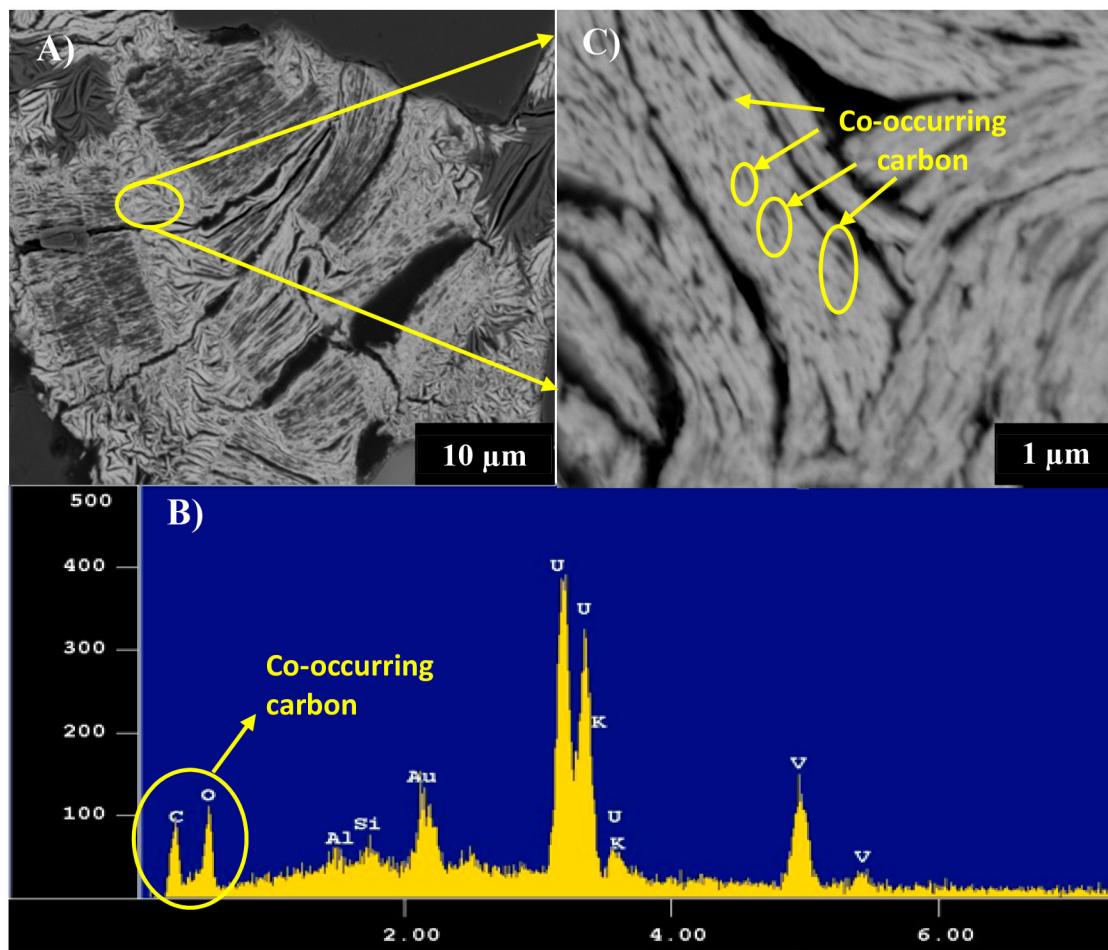 A)
C)
Co-occurring
carbon
10 µm
1 µm
B)
500
400
300
200
100
Co-occurring
carbon
C
O
Al
Si
Au
U
U
K
U
K
V
V
2.00
4.00
6.00